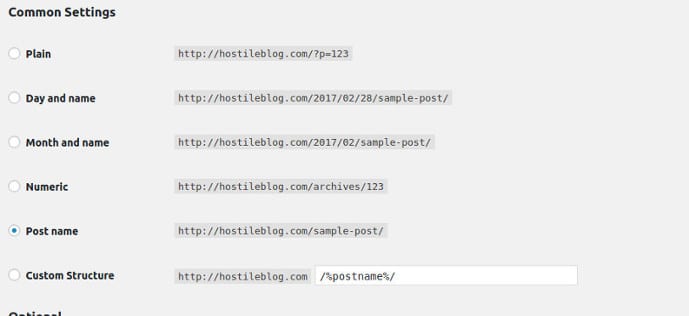 Common Settings
Plain http://hostileblog.com/?p=123
Day and name http://hostileblog.com/2017/02/28/sample-post/
Month and name http://hostileblog.com/2017/02/sample-post/
Numeric http://hostileblog.com/archives/123
Post name http://hostileblog.com/sample-post/
Custom Structure http://hostileblog.com /%postname%/
Optional